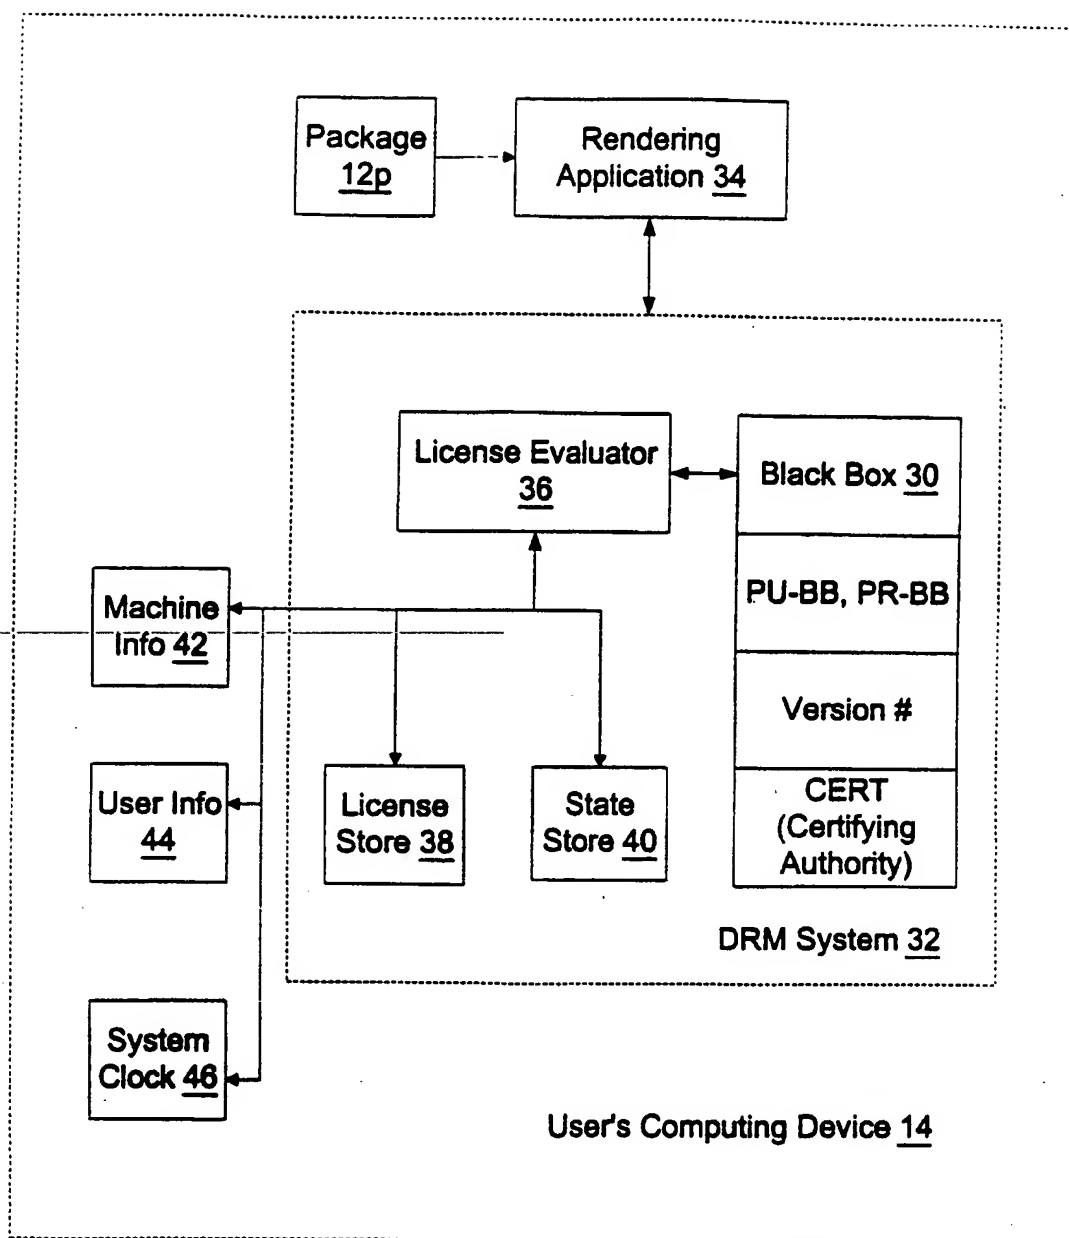 Package
12p
Rendering
Application 34
License Evaluator
36
Black Box 30
PU-BB, PR-BB
Version #
CERT
(Certifying
Authority)
Machine
Info 42
User Info
44
License
Store 38
State
Store 40
DRM System 32
System
Clock 46
User's Computing Device 14